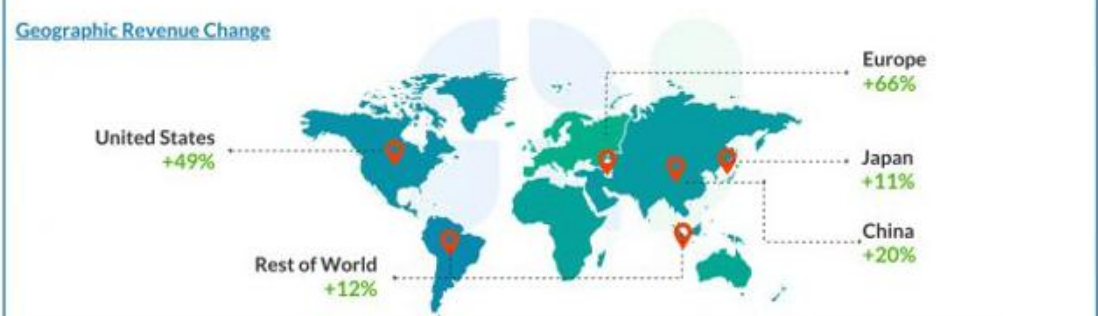 Geographic Revenue Change
Europe
+66%
United States
+49%
Japan
+11%
China
+20%
Rest of World
+12%